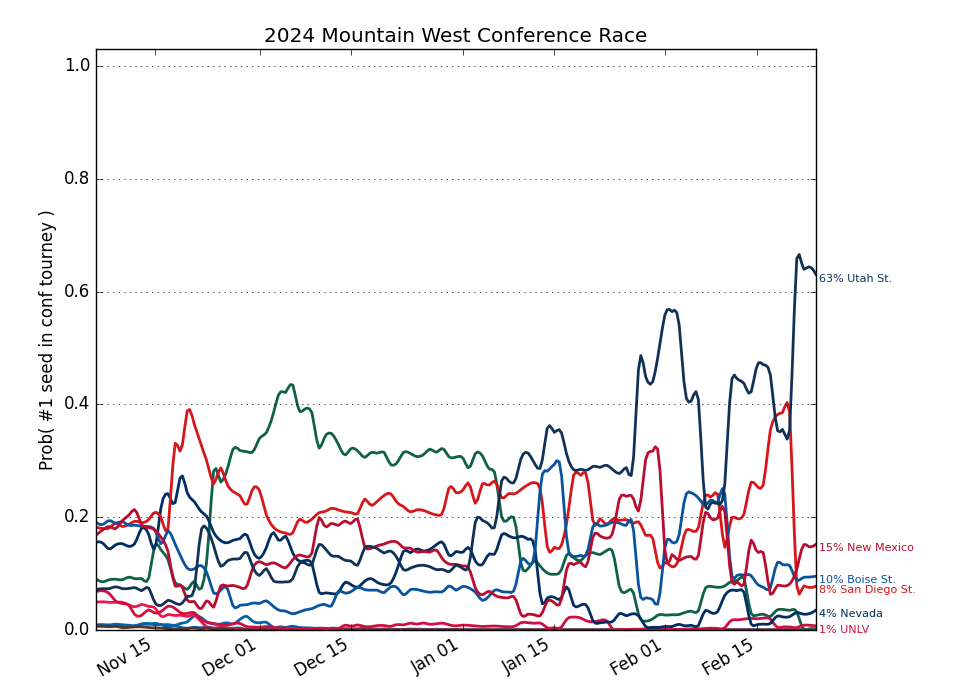 2024 Mountain West Conference Race
Prob( #1 seed in conf tourney )
1.0
0.8
0.6
0.4
0.2
0.0
63% Utah St.
15% New Mexico
10% Boise St.
8% San Diego St.
4% Nevada
1% UNLV
Nov 15
Dec 01
Dec 15
Jan 01
Jan 15
Feb 01
Feb 15